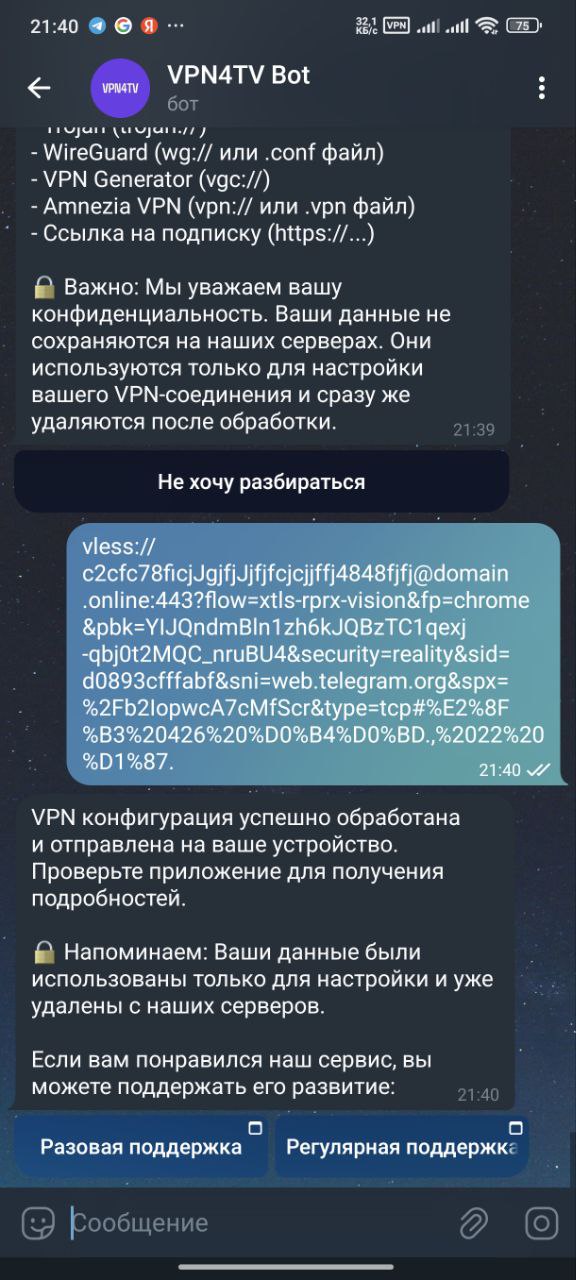 21:40
32,1
КБ/с
VPN
75
VPN4TV
VPN4TV Bot
бот
- Trojan (trojan://)
- WireGuard (wg:// или .conf файл)
- VPN Generator (vgc://)
- Amnezia VPN (vpn:// или .vpn файл)
- Ссылка на подписку (https://...)
🔒 Важно: Мы уважаем вашу
конфиденциальность. Ваши данные не
сохраняются на наших серверах. Они
используются только для настройки
вашего VPN-соединения и сразу же
удаляются после обработки.
21:39
Не хочу разбираться
vless://
c2cfc78ficjJgjfjJjfjfcjcjjffj4848fjfj@domain
.online:443?flow=xtls-rprx-vision&fp=chrome
&pbk=YIJQndmBln1zh6kJQBzTC1qexj
-qbj0t2MQC_nruBU4&security=reality&sid=
d0893cfffabf&sni=web.telegram.org&spx=
%2Fb2IopwcA7cMfScr&type=tcp#%E2%8F
%B3%20426%20%D0%B4%D0%BD.,%2022%20
%D1%87.
21:40
VPN конфигурация успешно обработана
и отправлена на ваше устройство.
Проверьте приложение для получения
подробностей.
🔒 Напоминаем: Ваши данные были
использованы только для настройки и уже
удалены с наших серверов.
Если вам понравился наш сервис, вы
можете поддержать его развитие:
21:40
Разовая поддержка
Регулярная поддержка
Сообщение